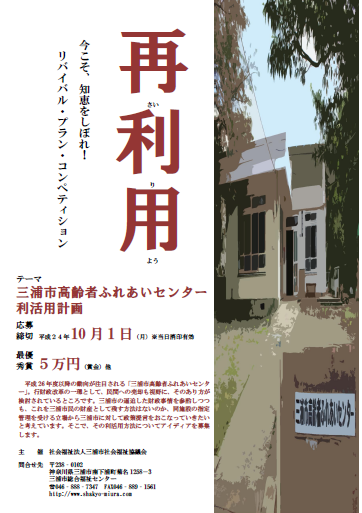 再利用
さい
り
よう
今こそ、知恵をしぼれ！
リバイバル・プラン・コンペティション
テーマ
三浦市高齢者ふれあいセンター
利活用計画
応募
締切 平成24年10月1日（月）※当日消印有効
最優
秀賞 5万円（賞金）他
平成26年度以降の動向が注目される「三浦市高齢者ふれあいセンタ
ー」。行財政改革の一環として、民間への売却も視野に、そのあり方が
検討されているところです。三浦市の逼迫した財政事情を参酌しつつ
も、これを三浦市民の財産として残す方法はないのか、同施設の指定
管理を受ける立場から三浦市に対して政策提言をおこなっていきたい
と考えています。そこで、その利活用方法についてアイディアを募集
します。
主　催　社会福祉法人三浦市社会福祉協議会
問合せ先　〒238-0102
神奈川県三浦市南下浦町菊名1258-3
三浦市総合福祉センター
☎046-888-7347　FAX046-889-1561
http://www.shakyo-miura.com
三浦市高齢者ふれあいセンター